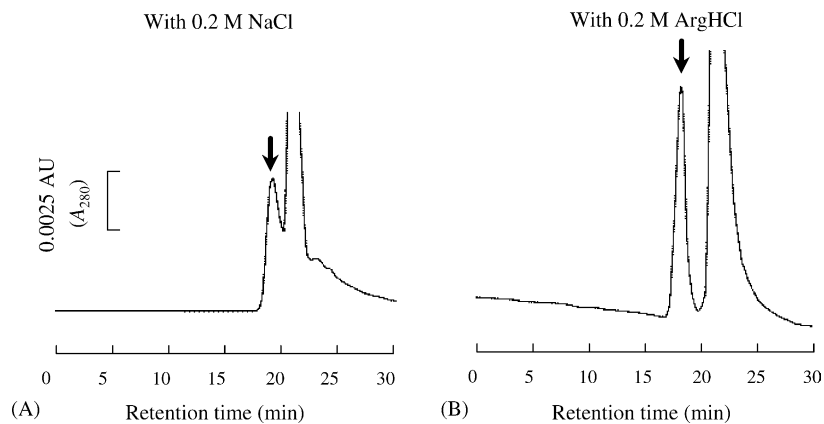 With 0.2 M NaCl
0.0025 AU
(A₂₈₀)
0 5 10 15 20 25 30
(A) Retention time (min)
With 0.2 M ArgHCl
0 5 10 15 20 25 30
(B) Retention time (min)